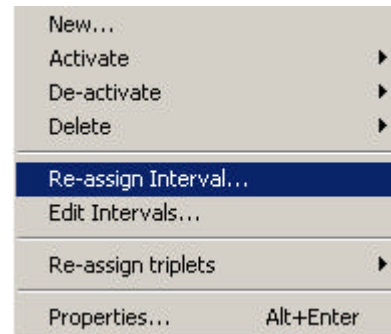 New...
Activate
De-activate
Delete
Re-assign Interval...
Edit Intervals...
Re-assign triplets
Properties... Alt+Enter